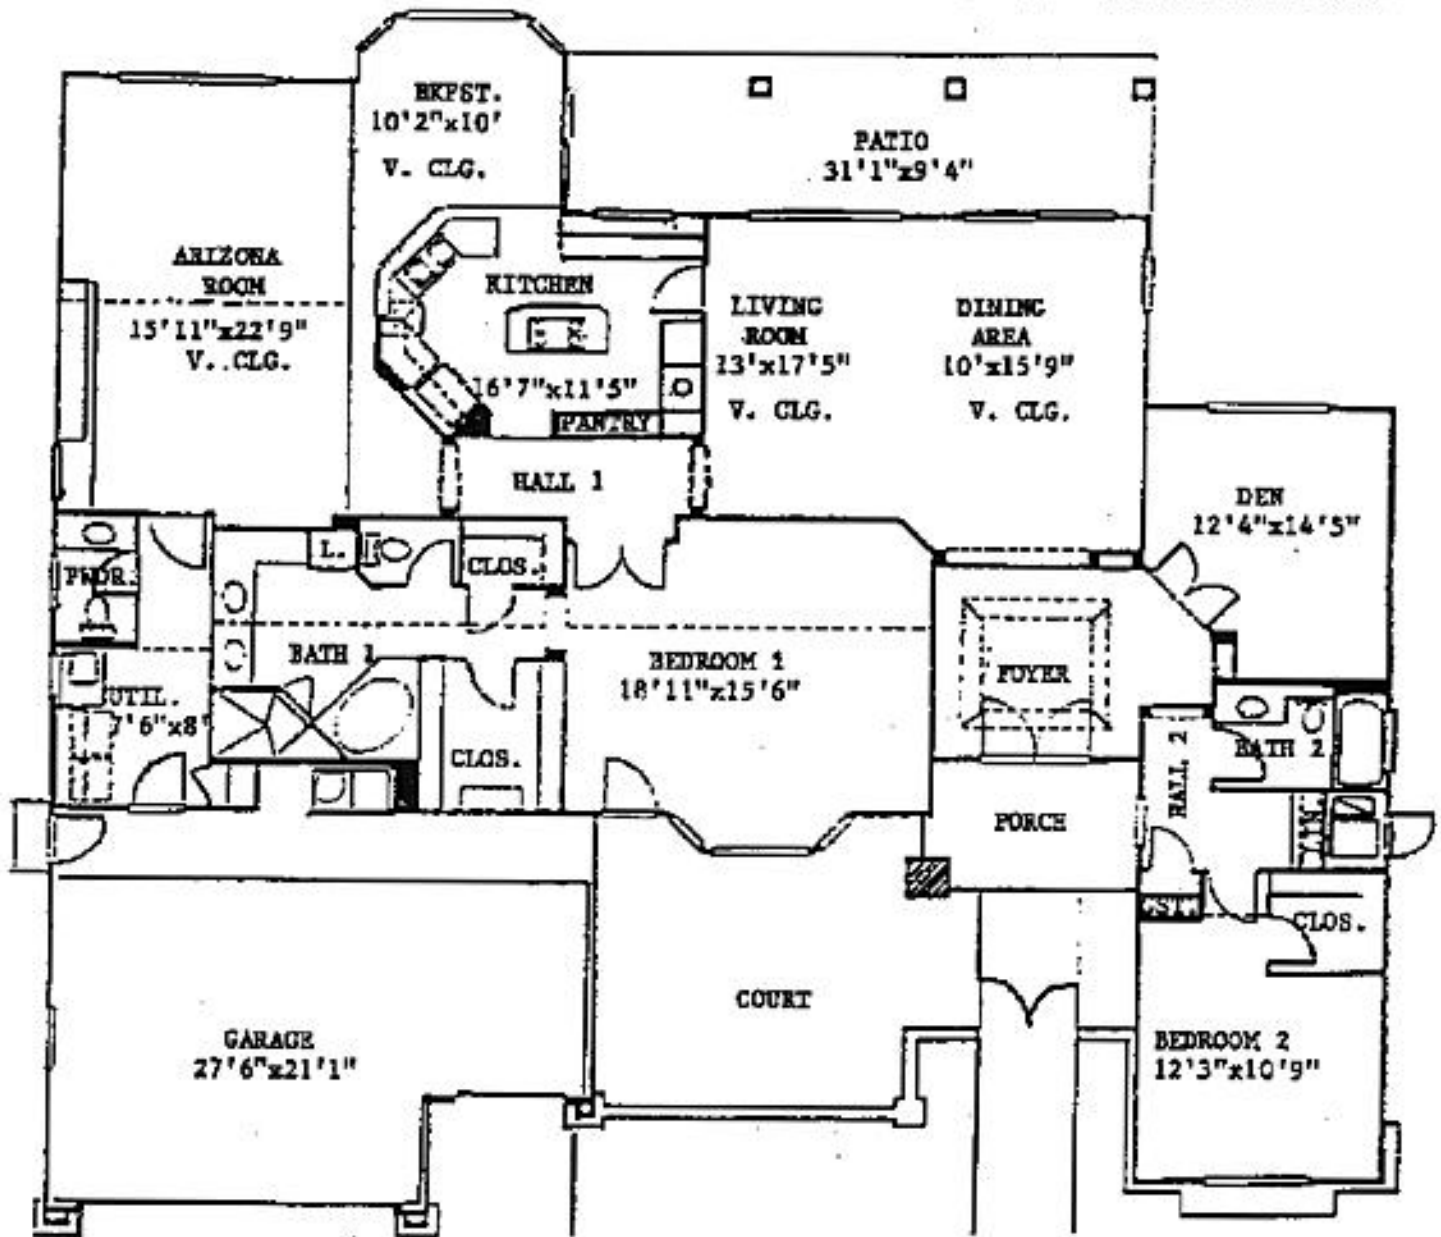 BKFST.
10'2"x10'
V. CLG.
PATIO
31'1"x9'4"
ARIZONA
ROOM
15'11"x22'9"
V. CLG.
KITCHEN
16'7"x11'5"
PANTRY
LIVING
ROOM
13'x17'5"
V. CLG.
DINING
AREA
10'x15'9"
V. CLG.
HALL 1
DEN
12'4"x14'5"
L.
CLOS.
PWDR.
BATH 1
BEDROOM 1
18'11"x15'6"
FOYER
UTIL.
7'6"x8'
CLOS.
HALL 2
BATH 2
PORCH
LIN.
CST.
CLOS.
COURT
GARAGE
27'6"x21'1"
BEDROOM 2
12'3"x10'9"